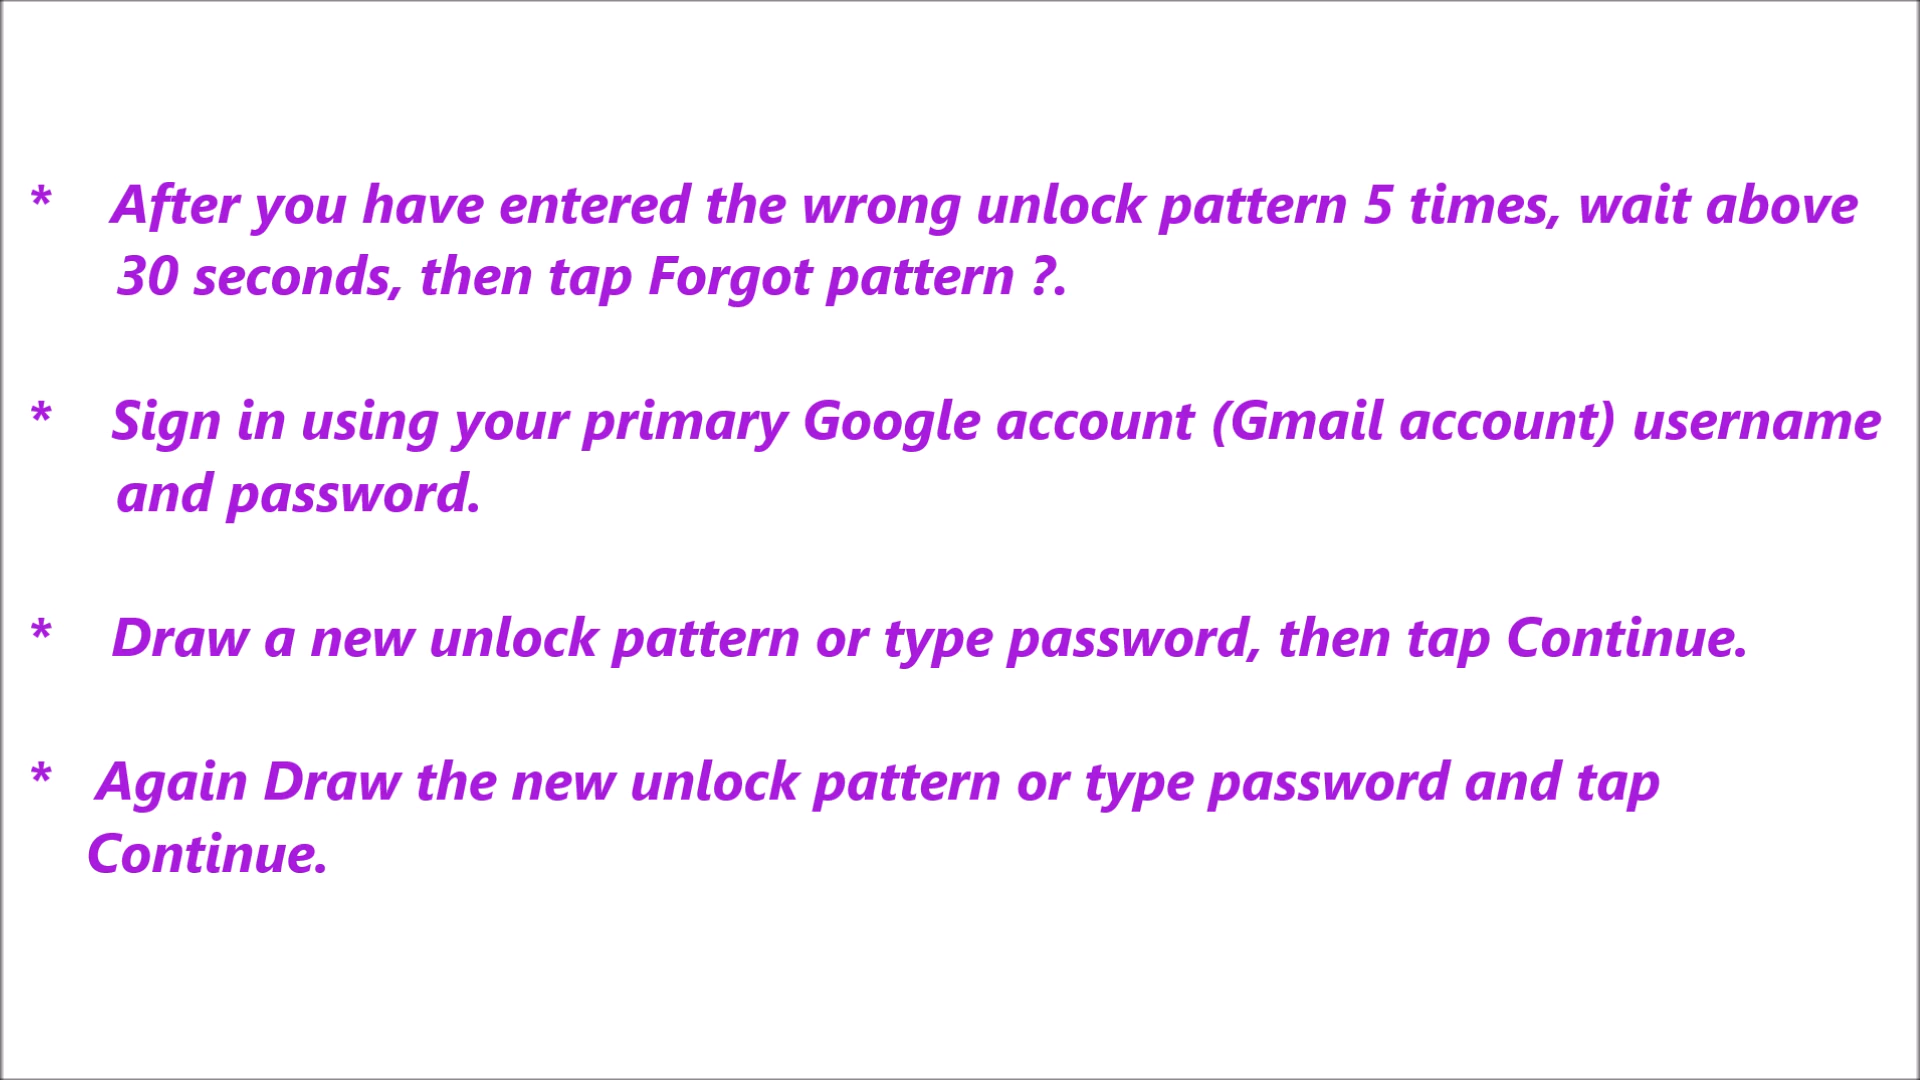 * After you have entered the wrong unlock pattern 5 times, wait above
30 seconds, then tap Forgot pattern ?.
* Sign in using your primary Google account (Gmail account) username
and password.
* Draw a new unlock pattern or type password, then tap Continue.
* Again Draw the new unlock pattern or type password and tap
Continue.